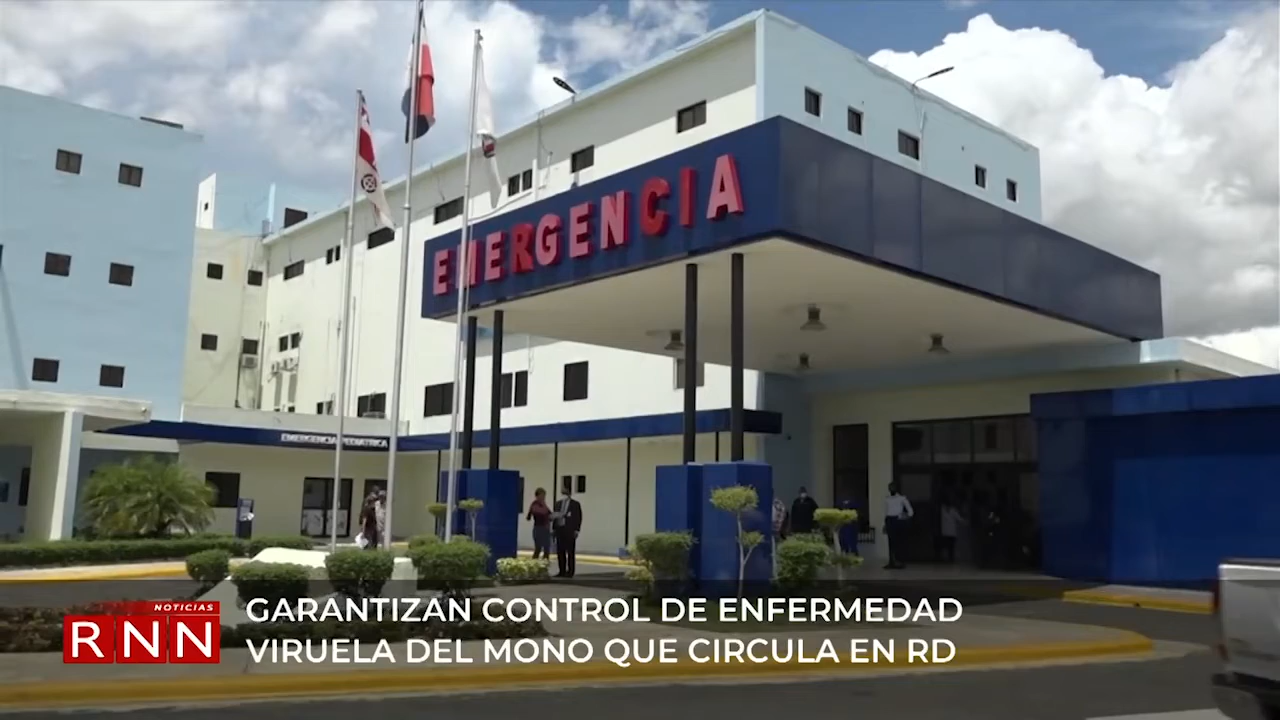 EMERGENCIA
EMERGENCIA PEDIATRICA
NOTICIAS
RNN
GARANTIZAN CONTROL DE ENFERMEDAD
VIRUELA DEL MONO QUE CIRCULA EN RD